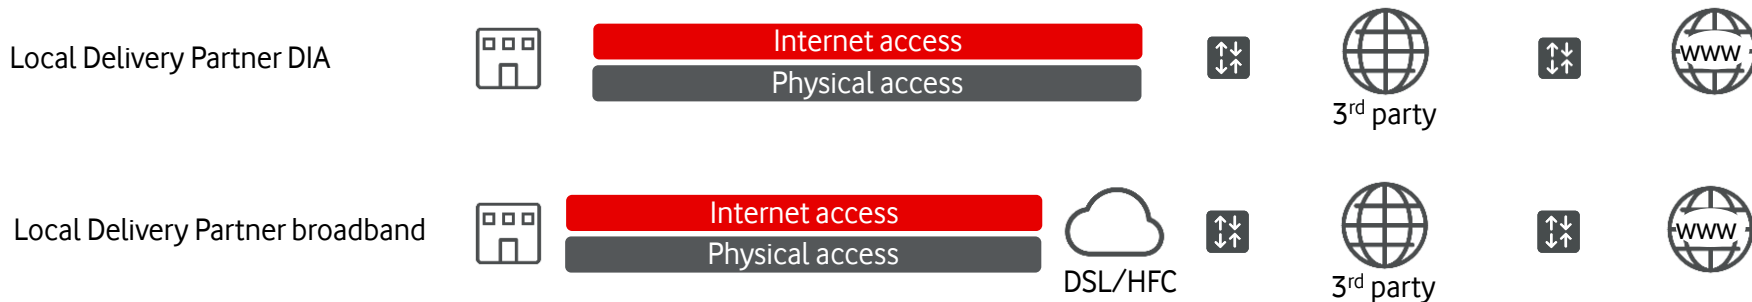 Local Delivery Partner DIA
Internet access
Physical access
3rd party
www
Local Delivery Partner broadband
Internet access
Physical access
DSL/HFC
3rd party
www